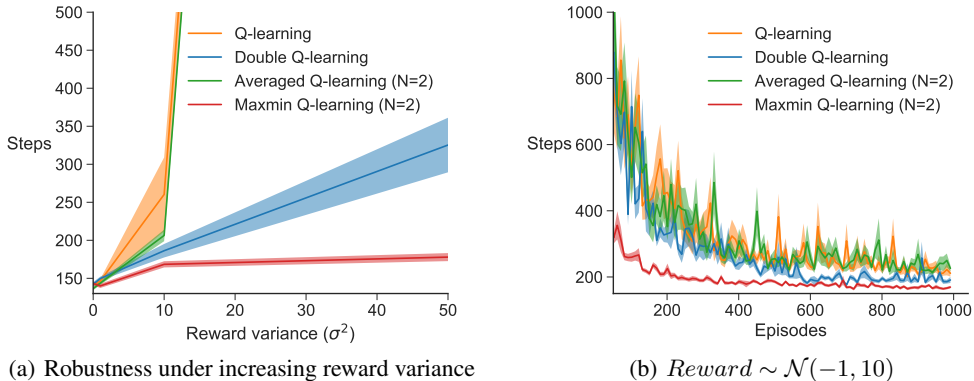 500
450
400
350
300
250
200
150
Steps
0
10
20
30
40
50
Reward variance (σ²)
Q-learning
Double Q-learning
Averaged Q-learning (N=2)
Maxmin Q-learning (N=2)
(a) Robustness under increasing reward variance
1000
800
600
400
200
Steps
200
400
600
800
1000
Episodes
Q-learning
Double Q-learning
Averaged Q-learning (N=2)
Maxmin Q-learning (N=2)
(b) Reward ∼ 𝒩(−1, 10)